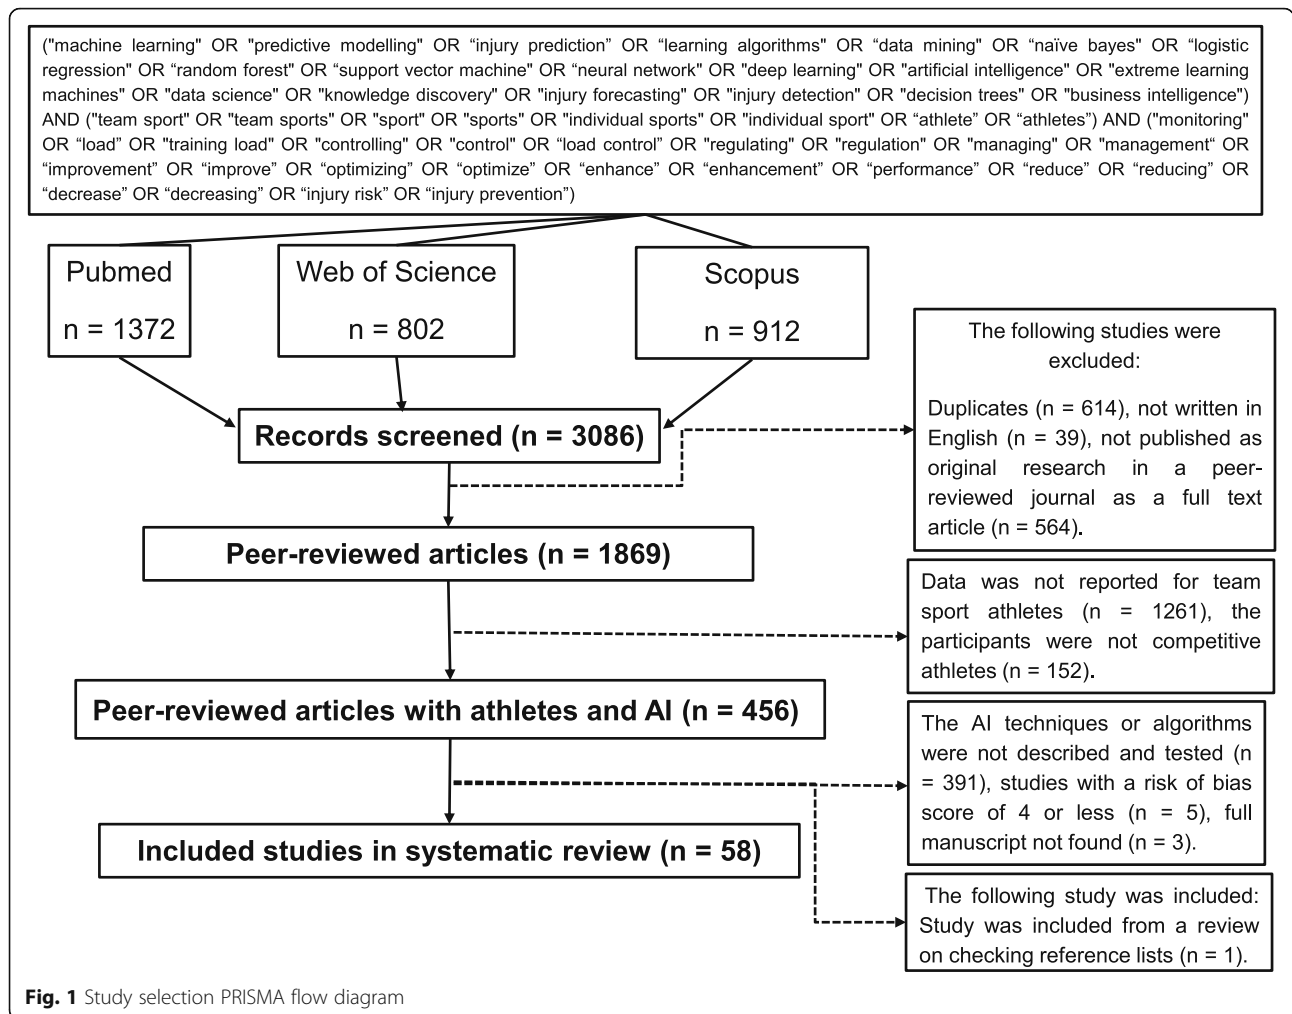 ("machine learning" OR "predictive modelling" OR “injury prediction” OR “learning algorithms" OR “data mining" OR “naïve bayes" OR “logistic
regression" OR “random forest" OR “support vector machine" OR “neural network" OR "deep learning" OR "artificial intelligence" OR "extreme learning
machines" OR "data science" OR "knowledge discovery" OR "injury forecasting" OR "injury detection" OR "decision trees" OR "business intelligence")
AND ("team sport" OR "team sports" OR "sport" OR "sports" OR "individual sports" OR "individual sport" OR “athlete” OR “athletes”) AND ("monitoring"
OR “load” OR "training load" OR "controlling" OR "control" OR "load control” OR "regulating" OR "regulation" OR "managing" OR "management“ OR
“improvement” OR “improve” OR “optimizing” OR “optimize” OR “enhance” OR “enhancement” OR “performance” OR “reduce” OR “reducing” OR
“decrease” OR “decreasing” OR “injury risk” OR “injury prevention”)
Pubmed
n = 1372
Web of Science
n = 802
Scopus
n = 912
The following studies were
excluded:
Duplicates (n = 614), not written in
English (n = 39), not published as
original research in a peer-
reviewed journal as a full text
article (n = 564).
Records screened (n = 3086)
Peer-reviewed articles (n = 1869)
Data was not reported for team
sport athletes (n = 1261), the
participants were not competitive
athletes (n = 152).
Peer-reviewed articles with athletes and AI (n = 456)
The AI techniques or algorithms
were not described and tested (n
= 391), studies with a risk of bias
score of 4 or less (n = 5), full
manuscript not found (n = 3).
Included studies in systematic review (n = 58)
The following study was included:
Study was included from a review
on checking reference lists (n = 1).
Fig. 1 Study selection PRISMA flow diagram